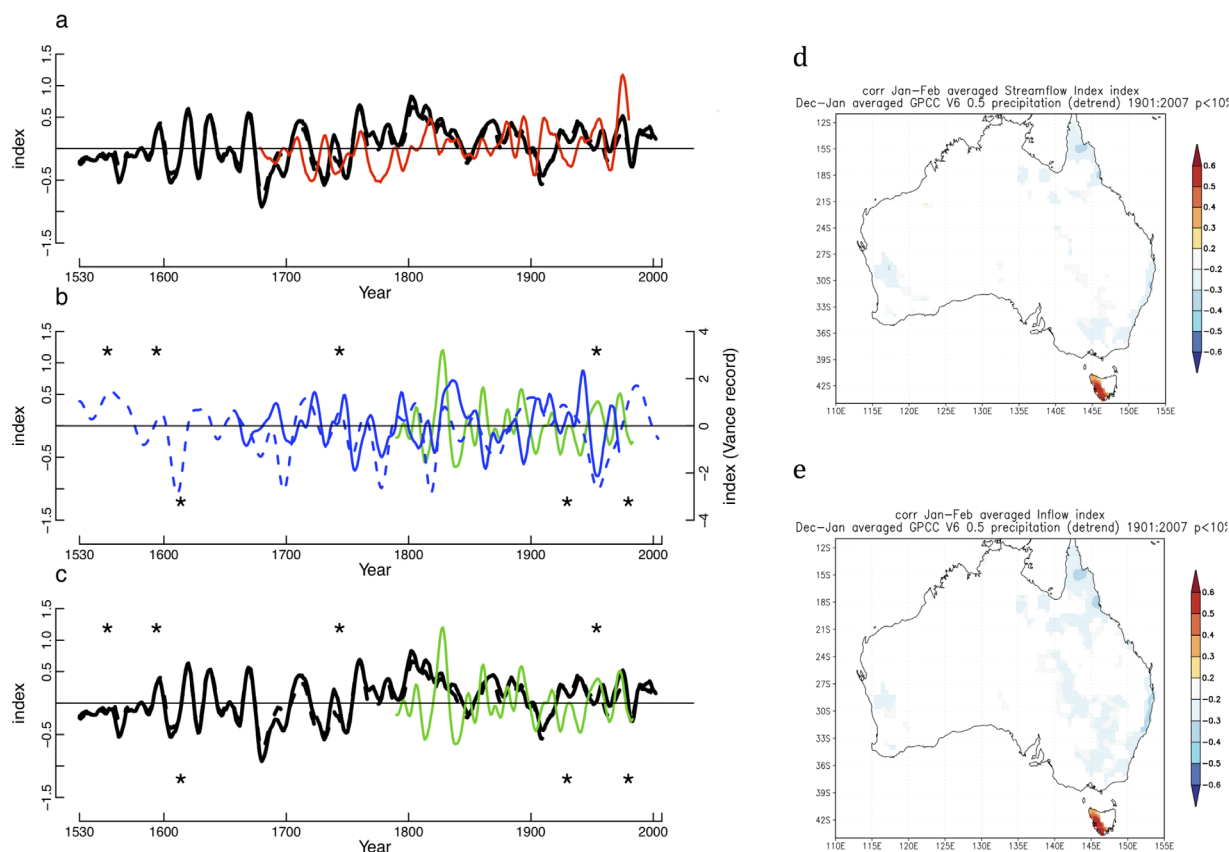 a
index
1.5
1.0
0.5
−0.5
−1.5
1530
1600
1700
1800
1900
2000
Year
b
index
1.5
1.0
0.5
−0.5
−1.5
*
*
*
*
*
*
*
4
2
0
−2
−4
index (Vance record)
1530
1600
1700
1800
1900
2000
Year
c
index
1.5
1.0
0.5
−0.5
−1.5
*
*
*
*
*
*
*
1530
1600
1700
1800
1900
2000
Year
d
corr Jan-Feb averaged Streamflow Index index
Dec-Jan averaged GPCC V6 0.5 precipitation (detrend) 1901:2007 p<10%
12S
15S
18S
21S
24S
27S
30S
33S
36S
39S
42S
110E 115E 120E 125E 130E 135E 140E 145E 150E 155E
0.6
0.5
0.4
0.3
0.2
−0.2
−0.3
−0.4
−0.5
−0.6
e
corr Jan-Feb averaged Inflow index
Dec-Jan averaged GPCC V6 0.5 precipitation (detrend) 1901:2007 p<10%
12S
15S
18S
21S
24S
27S
30S
33S
36S
39S
42S
110E 115E 120E 125E 130E 135E 140E 145E 150E 155E
0.6
0.5
0.4
0.3
0.2
−0.2
−0.3
−0.4
−0.5
−0.6